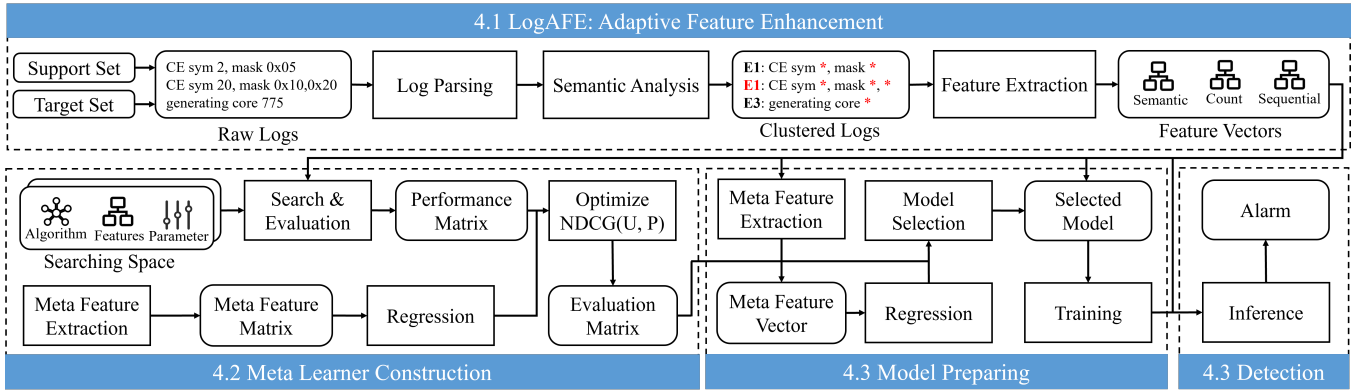 4.1 LogAFE: Adaptive Feature Enhancement
Support Set
Target Set
CE sym 2, mask 0x05
CE sym 20, mask 0x10,0x20
generating core 775
Raw Logs
Log Parsing
Semantic Analysis
E1: CE sym *, mask *
E1: CE sym *, mask *, *
E3: generating core *
Clustered Logs
Feature Extraction
Semantic
Count
Sequential
Feature Vectors
Algorithm
Features
Parameter
Searching Space
Search &
Evaluation
Performance
Matrix
Optimize
NDCG(U, P)
Meta Feature
Extraction
Meta Feature
Matrix
Regression
Evaluation
Matrix
4.2 Meta Learner Construction
Meta Feature
Extraction
Model
Selection
Selected
Model
Meta Feature
Vector
Regression
Training
4.3 Model Preparing
Alarm
Inference
4.3 Detection